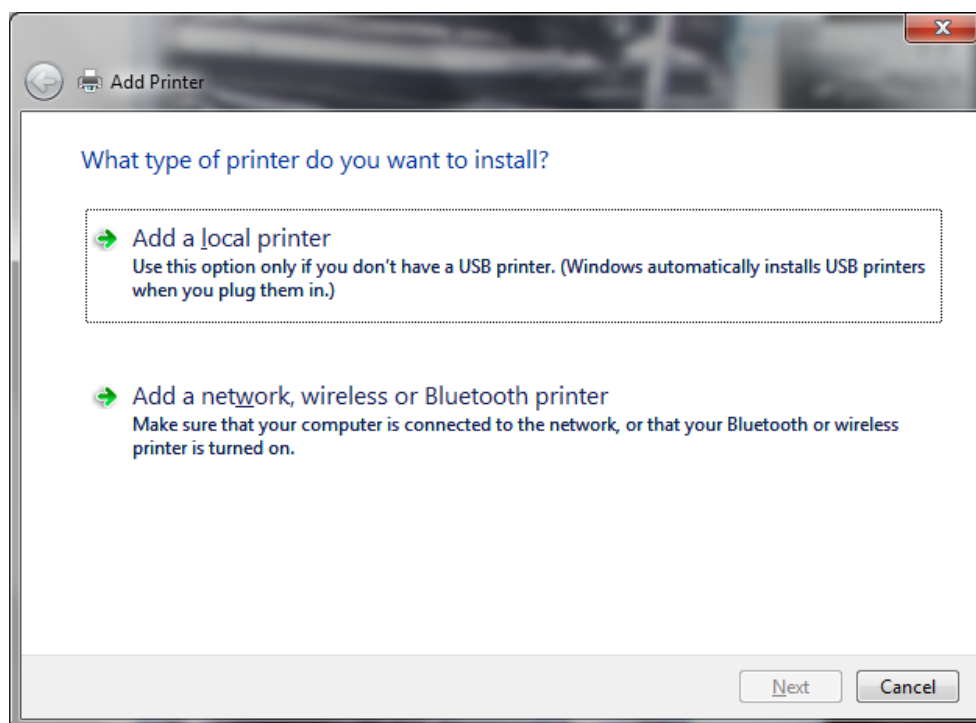 Add Printer
What type of printer do you want to install?
Add a local printer
Use this option only if you don't have a USB printer. (Windows automatically installs USB printers
when you plug them in.)
Add a network, wireless or Bluetooth printer
Make sure that your computer is connected to the network, or that your Bluetooth or wireless
printer is turned on.
Next
Cancel